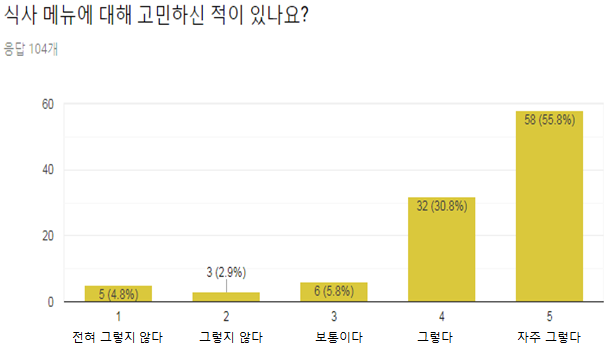 식사 메뉴에 대해 고민하신 적이 있나요?
응답 104개
60
40
20
0
5 (4.8%)
3 (2.9%)
6 (5.8%)
32 (30.8%)
58 (55.8%)
1 2 3 4 5
전혀 그렇지 않다 그렇지 않다 보통이다 그렇다 자주 그렇다